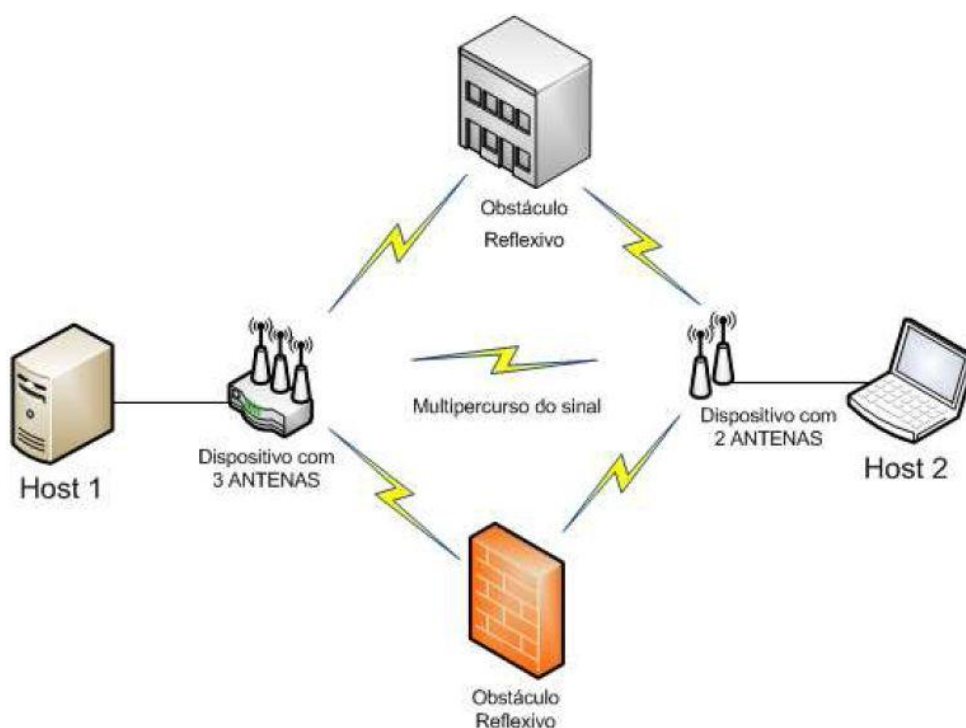 Obstáculo
Reflexivo
Host 1
Dispositivo com
3 ANTENAS
Multipercurso do sinal
Dispositivo com
2 ANTENAS
Host 2
Obstáculo
Reflexivo